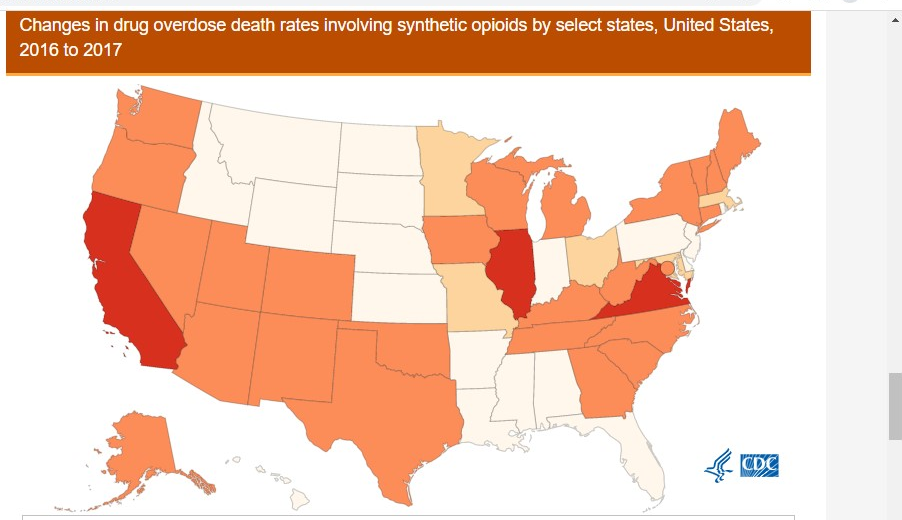 Changes in drug overdose death rates involving synthetic opioids by select states, United States,
2016 to 2017
CDC